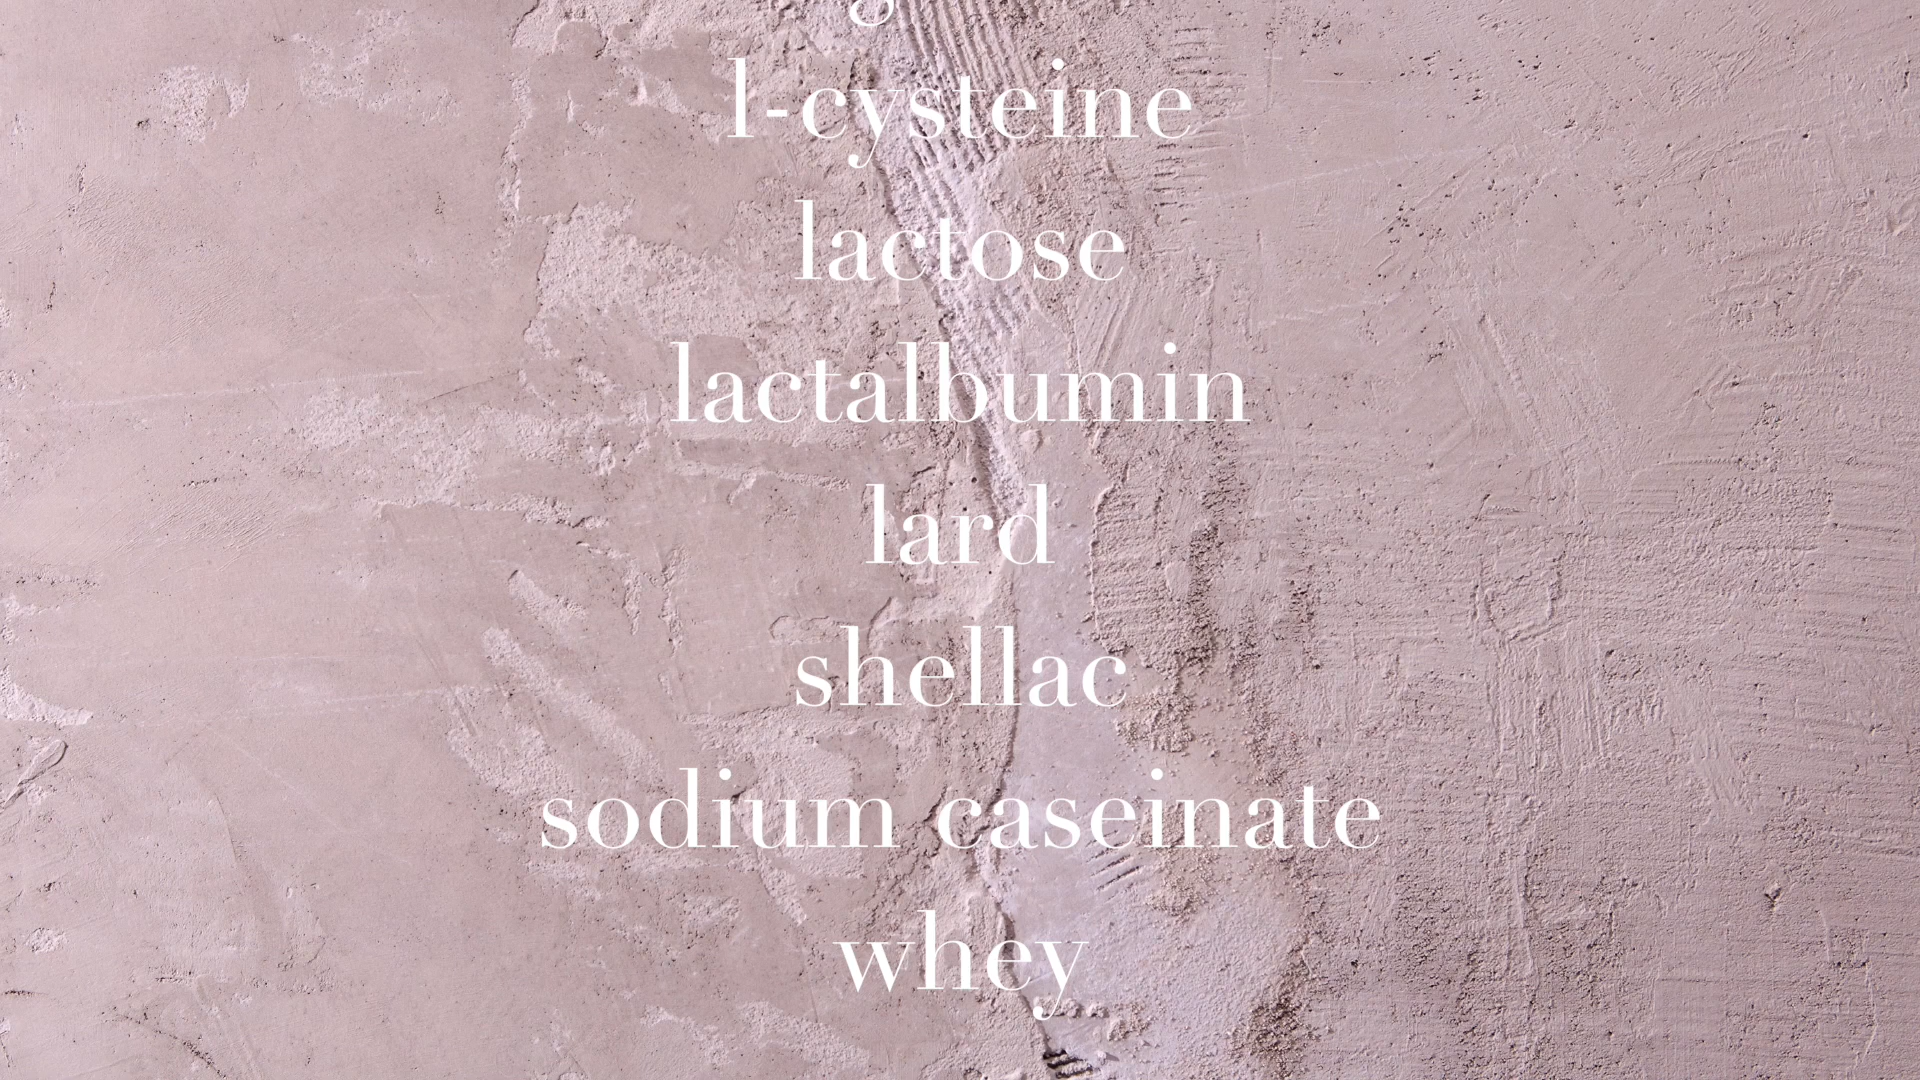 l-cysteine
lactose
lactalbumin
lard
shellac
sodium caseinate
whey